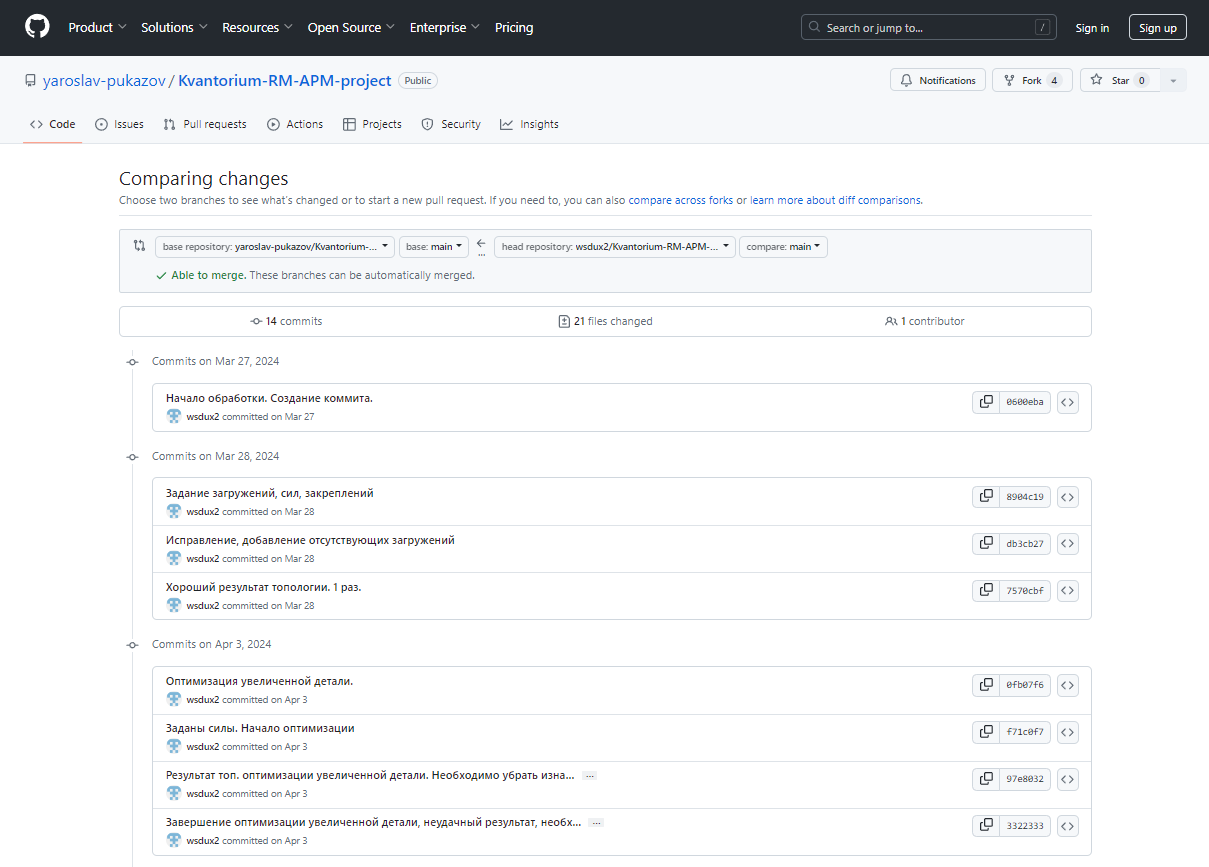 Product Solutions Resources Open Source Enterprise Pricing Search or jump to... / Sign in Sign up
yaroslav-pukazov / Kvantorium-RM-APM-project Public Notifications Fork 4 Star 0
Code Issues Pull requests Actions Projects Security Insights
Comparing changes
Choose two branches to see what's changed or to start a new pull request. If you need to, you can also compare across forks or learn more about diff comparisons.
base repository: yaroslav-pukazov/Kvantorium-... base: main ... head repository: wsdux2/Kvantorium-RM-APM-... compare: main
Able to merge. These branches can be automatically merged.
14 commits 21 files changed 1 contributor
Commits on Mar 27, 2024
Начало обработки. Создание коммита. 0600eba
wsdux2 committed on Mar 27
Commits on Mar 28, 2024
Задание загружений, сил, закреплений 8904c19
wsdux2 committed on Mar 28
Исправление, добавление отсутствующих загружений db3cb27
wsdux2 committed on Mar 28
Хороший результат топологии. 1 раз. 7570cbf
wsdux2 committed on Mar 28
Commits on Apr 3, 2024
Оптимизация увеличенной детали. 0fb07f6
wsdux2 committed on Apr 3
Заданы силы. Начало оптимизации f71c0f7
wsdux2 committed on Apr 3
Результат топ. оптимизации увеличенной детали. Необходимо убрать изна... ... 97e8032
wsdux2 committed on Apr 3
Завершение оптимизации увеличенной детали, неудачный результат, необх... ... 3322333
wsdux2 committed on Apr 3